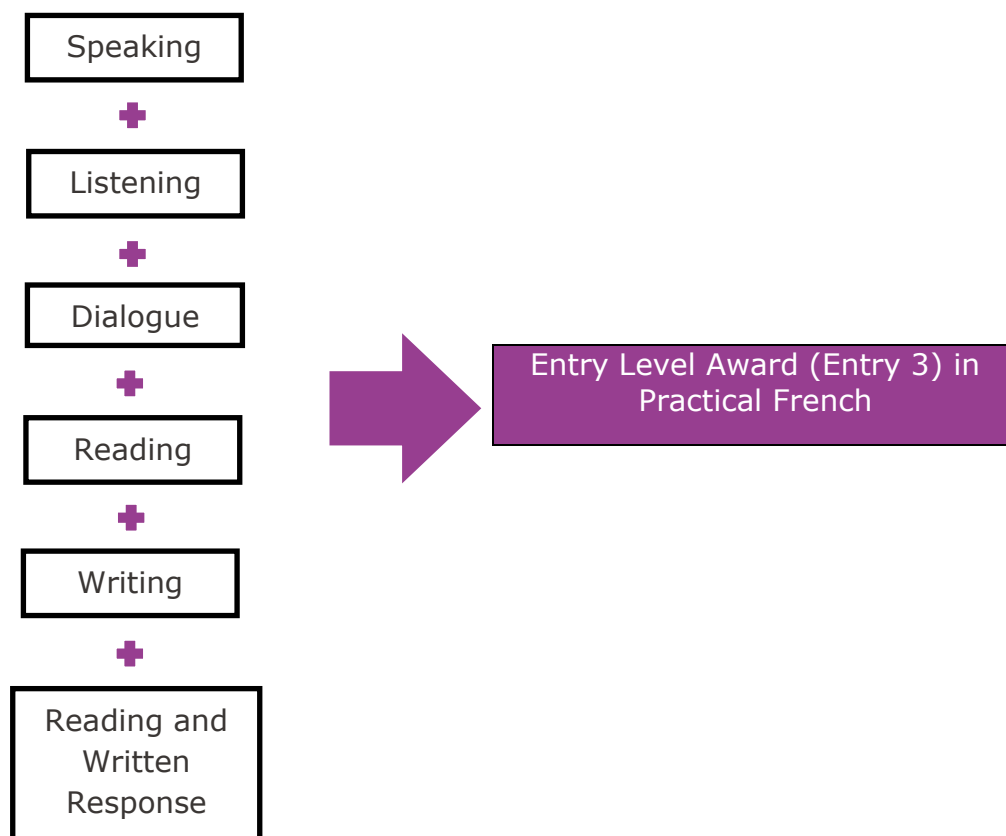 Speaking
Listening
Dialogue
Reading
Writing
Reading and
Written
Response
Entry Level Award (Entry 3) in
Practical French